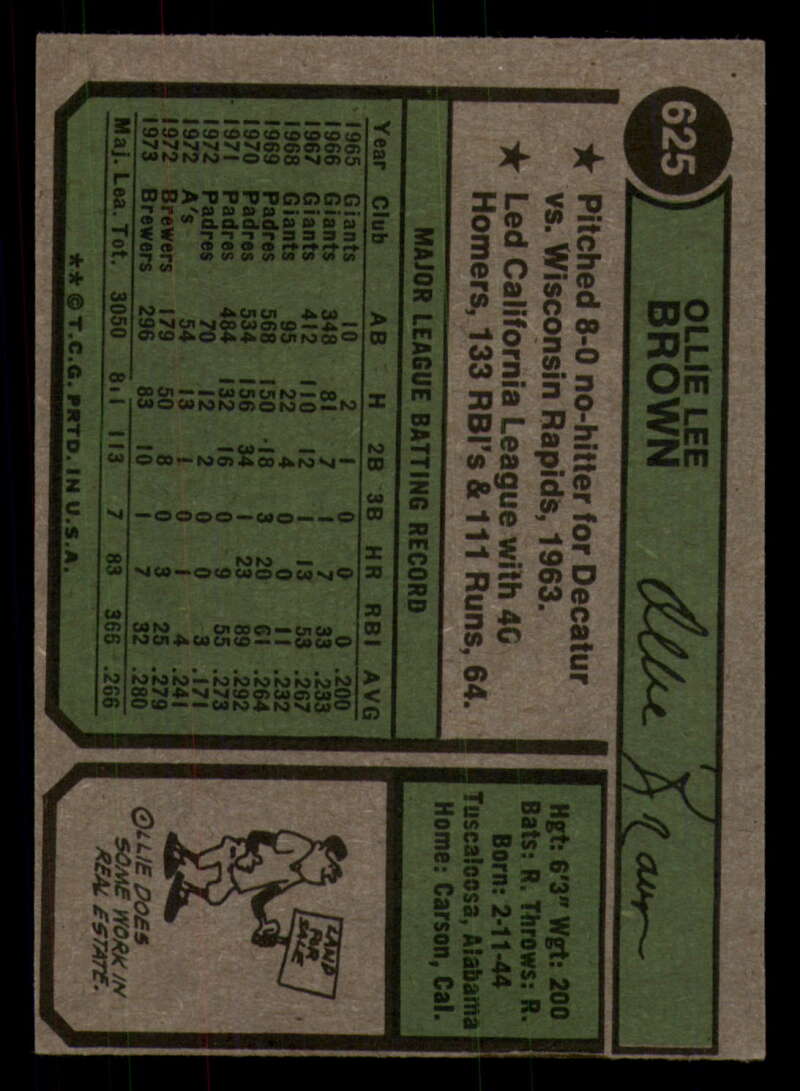 625
OLLIE LEE
BROWN
Ollie Brown
★ Pitched 8-0 no-hitter for Decatur
vs. Wisconsin Rapids, 1963.
★ Led California League with 40
Homers, 133 RBI's & 111 Runs, 64.
MAJOR LEAGUE BATTING RECORD
Year Club AB H 2B 3B HR RBI AVG
1965 Giants 10 2 1 0 0 0 .200
1966 Giants 348 81 7 1 7 33 .233
1967 Giants 412 110 12 1 13 53 .267
1968 Giants 95 22 4 0 0 11 .232
1969 Padres 568 150 18 3 20 61 .264
1970 Padres 534 156 34 1 23 89 .292
1971 Padres 484 132 16 0 9 55 .273
1972 Padres 70 12 2 0 0 3 .171
1972 A's 54 13 1 0 1 4 .241
1972 Brewers 179 50 8 0 3 25 .279
1973 Brewers 296 83 10 1 7 32 .280
Maj. Lea. Tot. 3050 811 113 7 83 366 .266
**© T.C.G. PRTD. IN U.S.A.
Hgt: 6'3" Wgt: 200
Bats: R. Throws: R.
Born: 2-11-44
Tuscaloosa, Alabama
Home: Carson, Cal.
LAND
FUR
SALE
OLLIE DOES
SOME WORK IN
REAL ESTATE.